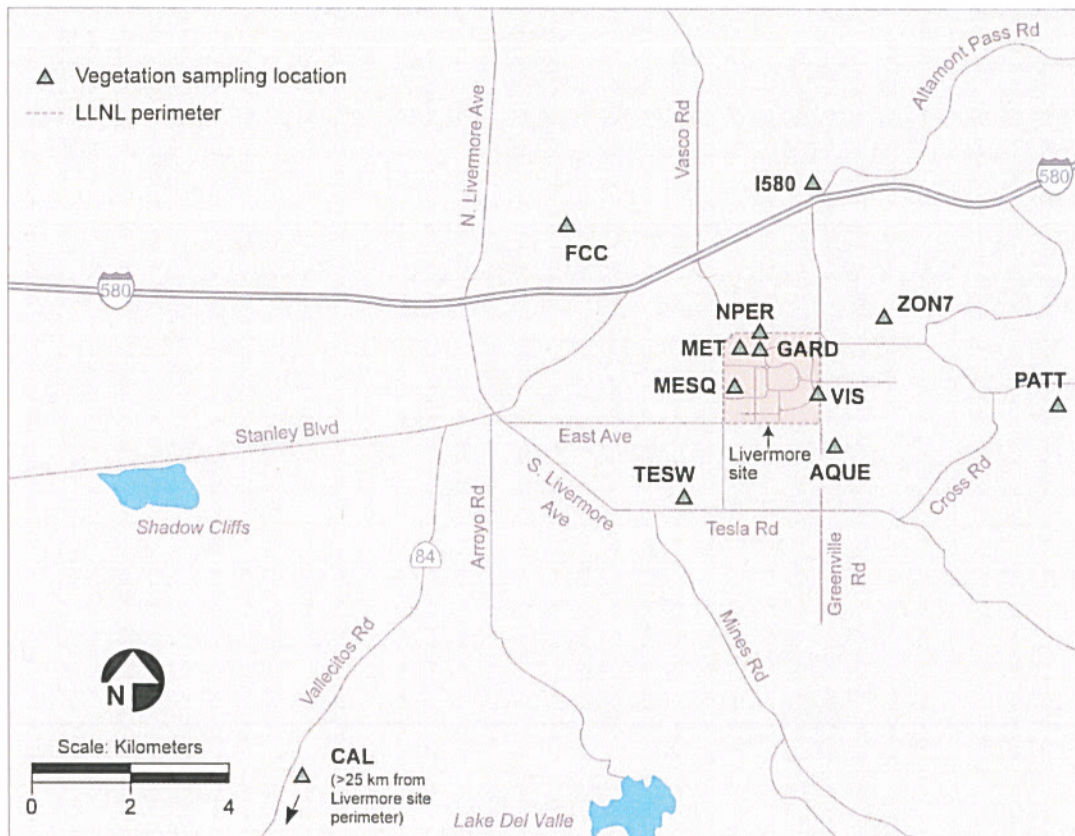 Vegetation sampling location
LLNL perimeter
N. Livermore Ave
Vasco Rd
Altamont Pass Rd
I580
580
FCC
580
ZON7
NPER
MET
GARD
MESQ
VIS
PATT
Stanley Blvd
East Ave
Livermore
site
AQUE
TESW
S. Livermore
Ave
Cross Rd
Shadow Cliffs
Tesla Rd
84
Arroyo Rd
Greenville
Rd
Mines Rd
Vallecitos Rd
N
Scale: Kilometers
0 2 4
CAL
(>25 km from
Livermore site
perimeter)
Lake Del Valle